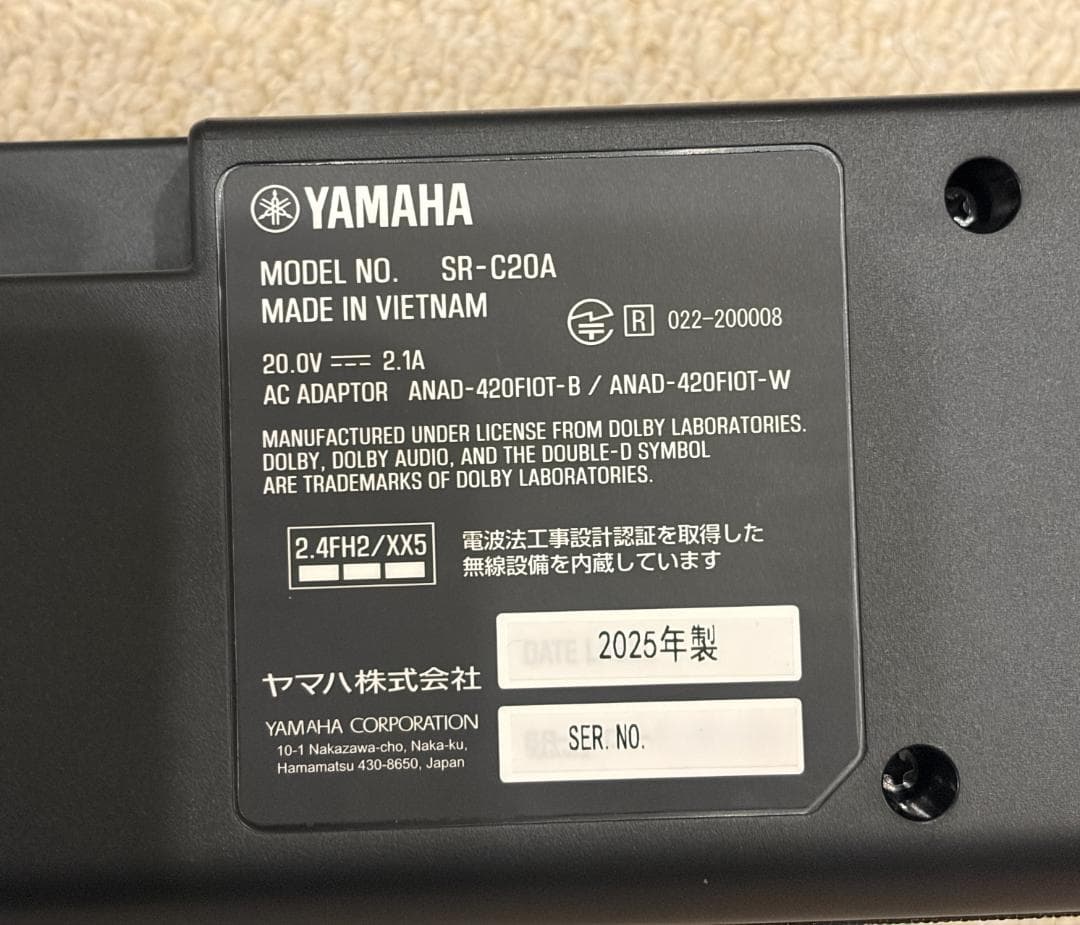 YAMAHA
MODEL NO. SR-C20A
MADE IN VIETNAM
R 022-200008
20.0V 2.1A
AC ADAPTOR ANAD-420FIOT-B / ANAD-420FIOT-W
MANUFACTURED UNDER LICENSE FROM DOLBY LABORATORIES.
DOLBY, DOLBY AUDIO, AND THE DOUBLE-D SYMBOL
ARE TRADEMARKS OF DOLBY LABORATORIES.
2.4FH2/XX5
電波法工事設計認証を取得した
無線設備を内蔵しています
DATE 2025年製
ヤマハ株式会社
YAMAHA CORPORATION
10-1 Nakazawa-cho, Naka-ku,
Hamamatsu 430-8650, Japan
SER. NO.